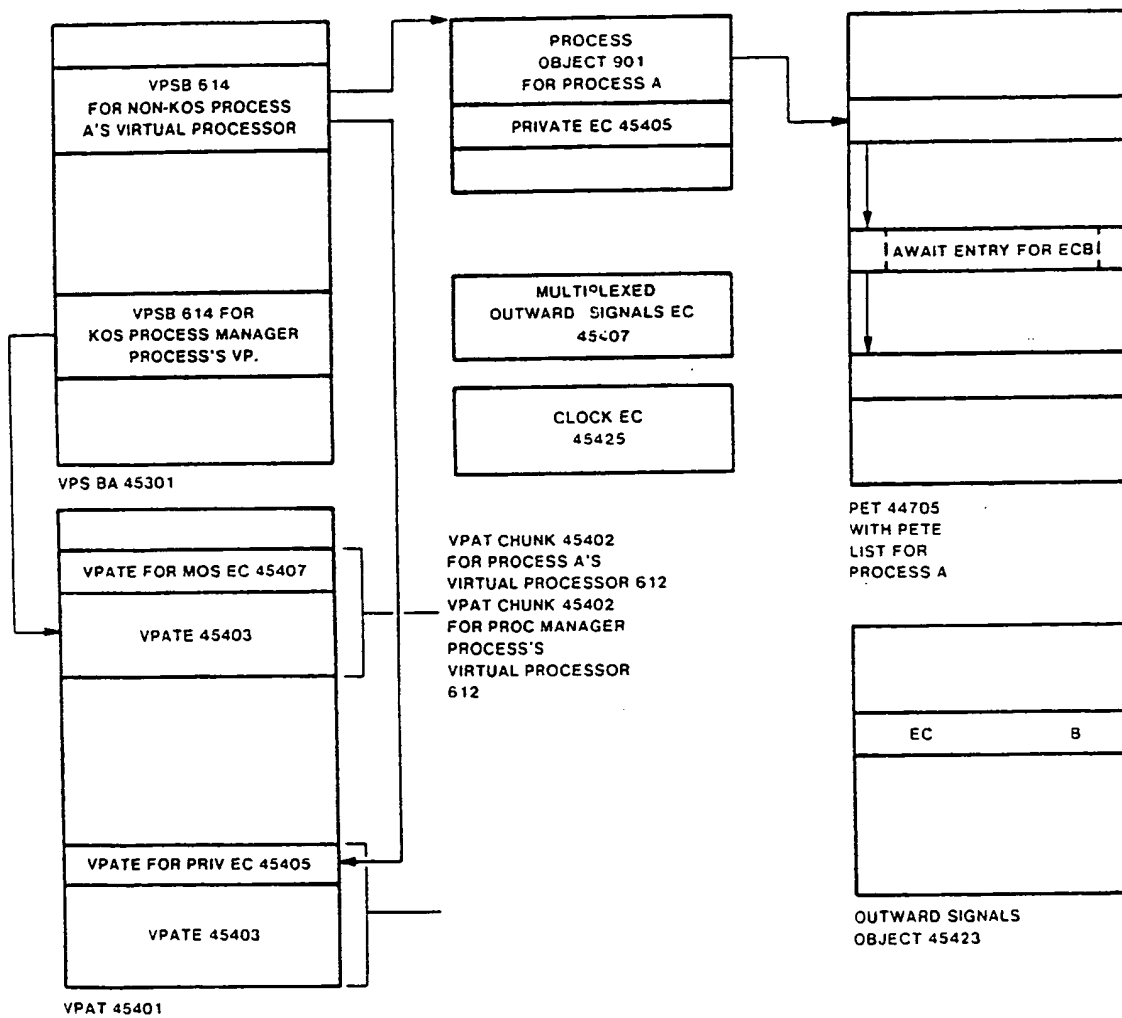 VPSB 614
FOR NON-KOS PROCESS
A'S VIRTUAL PROCESSOR
VPSB 614 FOR
KOS PROCESS MANAGER
PROCESS'S VP.
VPS BA 45301
PROCESS
OBJECT 901
FOR PROCESS A
PRIVATE EC 45405
MULTIPLEXED
OUTWARD SIGNALS EC
45407
CLOCK EC
45425
AWAIT ENTRY FOR ECB
PET 44705
WITH PETE
LIST FOR
PROCESS A
VPATE FOR MOS EC 45407
VPATE 45403
VPATE FOR PRIV EC 45405
VPATE 45403
VPAT 45401
VPAT CHUNK 45402
FOR PROCESS A'S
VIRTUAL PROCESSOR 612
VPAT CHUNK 45402
FOR PROC MANAGER
PROCESS'S
VIRTUAL PROCESSOR
612
EC B
OUTWARD SIGNALS
OBJECT 45423